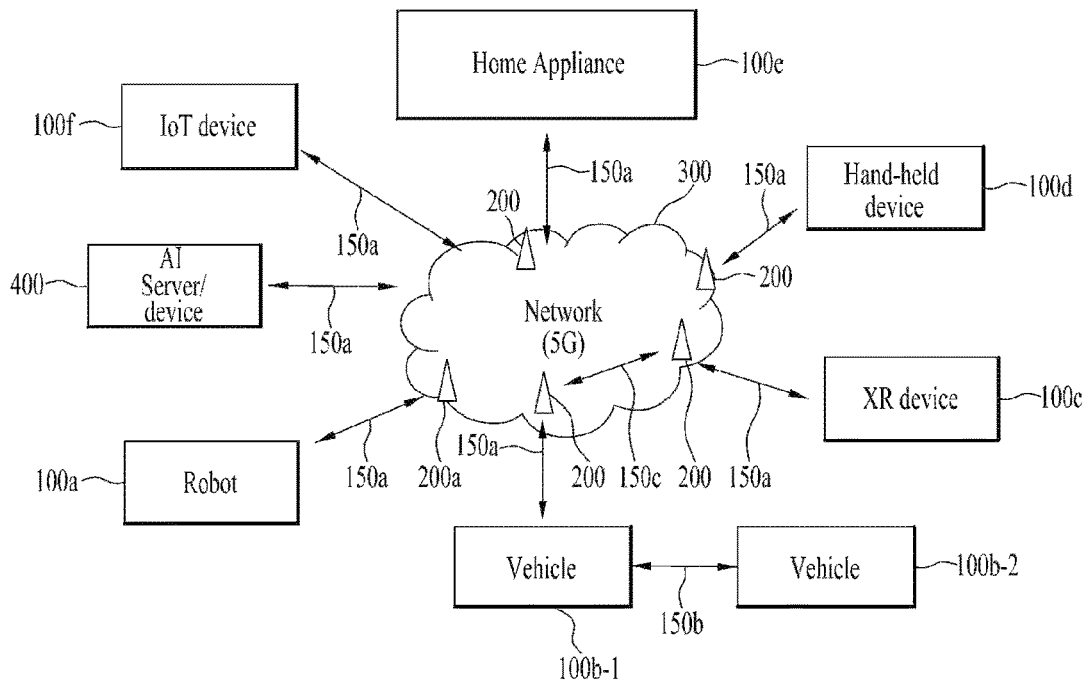 Home Appliance
100e
100f
IoT device
150a
300
150a
Hand-held
device
100d
200
150a
400
AI
Server/
device
150a
200
Network
(5G)
XR device
100c
100a
Robot
150a
200a
150a
200
150c
200
150a
Vehicle
Vehicle
100b-2
150b
100b-1